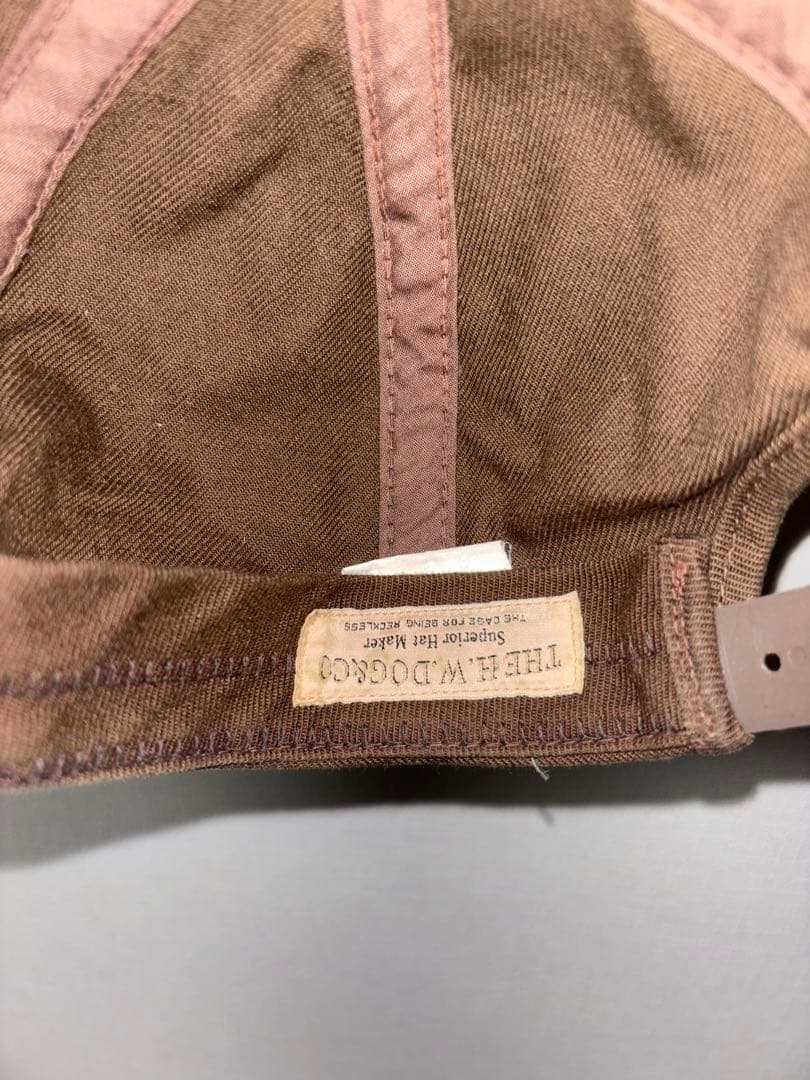 THE H.W.DOG&Co
Superior Hat Maker
THE CASE FOR BEING RECKLESS